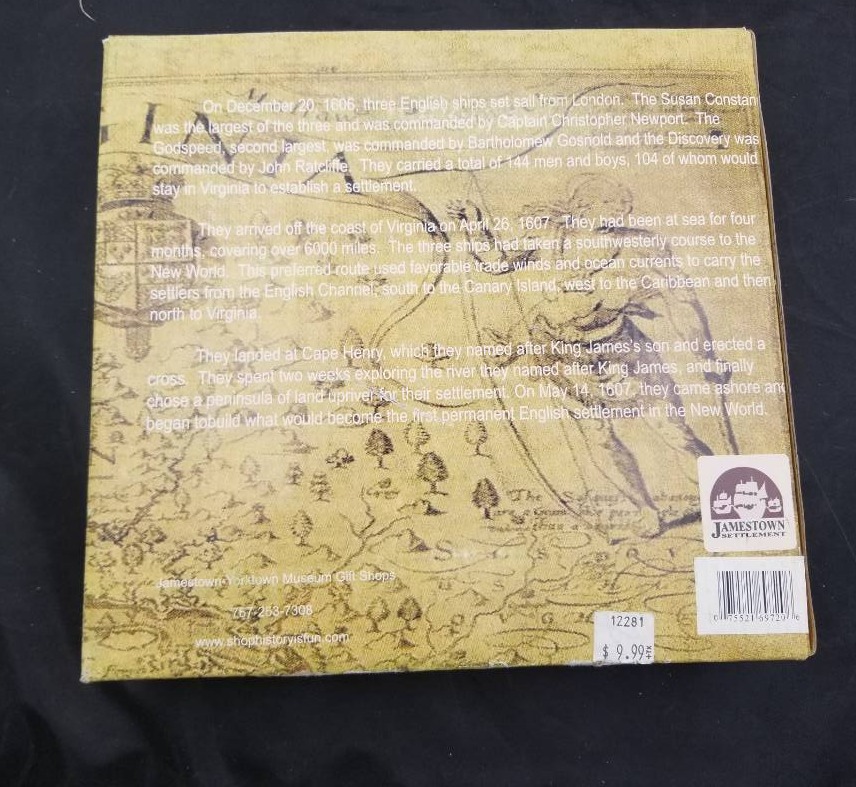 On December 20, 1606, three English ships set sail from London. The Susan Constan
was the largest of the three and was commanded by Captain Christopher Newport. The
Godspeed, second largest, was commanded by Bartholomew Gosnold and the Discovery was
commanded by John Ratcliffe. They carried a total of 144 men and boys, 104 of whom would
stay in Virginia to establish a settlement.
They arrived off the coast of Virginia on April 26, 1607. They had been at sea for four
months, covering over 6000 miles. The three ships had taken a southwesterly course to the
New World. This preferred route used favorable trade winds and ocean currents to carry the
settlers from the English Channel, south to the Canary Island, west to the Caribbean and then
north to Virginia.
They landed at Cape Henry, which they named after King James's son and erected a
cross. They spent two weeks exploring the river they named after King James, and finally
chose a peninsula of land upriver for their settlement. On May 14, 1607, they came ashore and
began tobuild what would become the first permanent English settlement in the New World.
GINIA
The
than a
JAMESTOWN
SETTLEMENT
Jamestown-Yorktown Museum Gift Shops
757-253-7308
www.shophistoryisfun.com
12281
$ 9.99
0 75521 69720 6